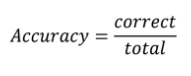 Accuracy = correct / total